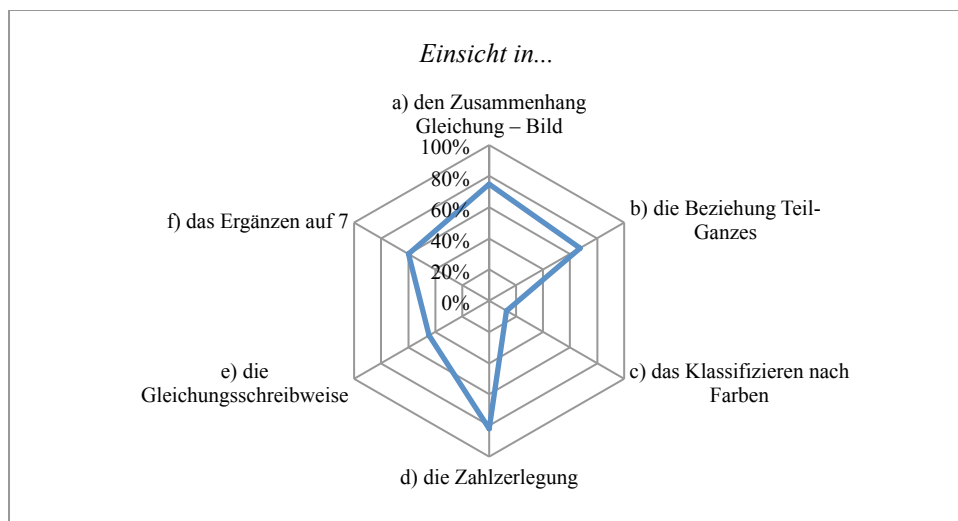 Einsicht in...
a) den Zusammenhang
Gleichung – Bild
100%
80%
60%
40%
20%
0%
b) die Beziehung Teil-
Ganzes
c) das Klassifizieren nach
Farben
d) die Zahlzerlegung
e) die
Gleichungsschreibweise
f) das Ergänzen auf 7